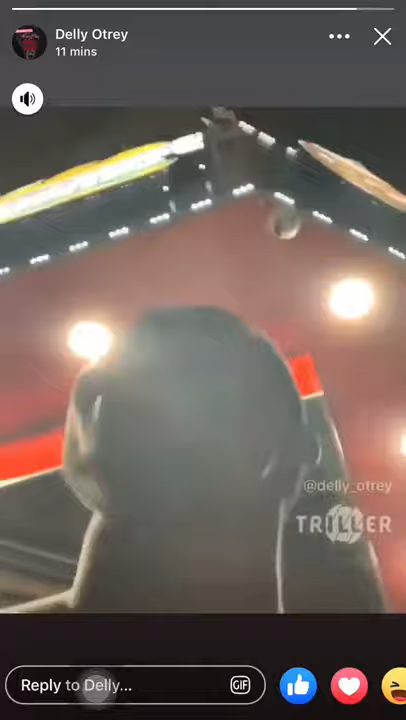 Delly Otrey
11 mins
@delly_otrey
TRILLER
Reply to Delly...
GIF